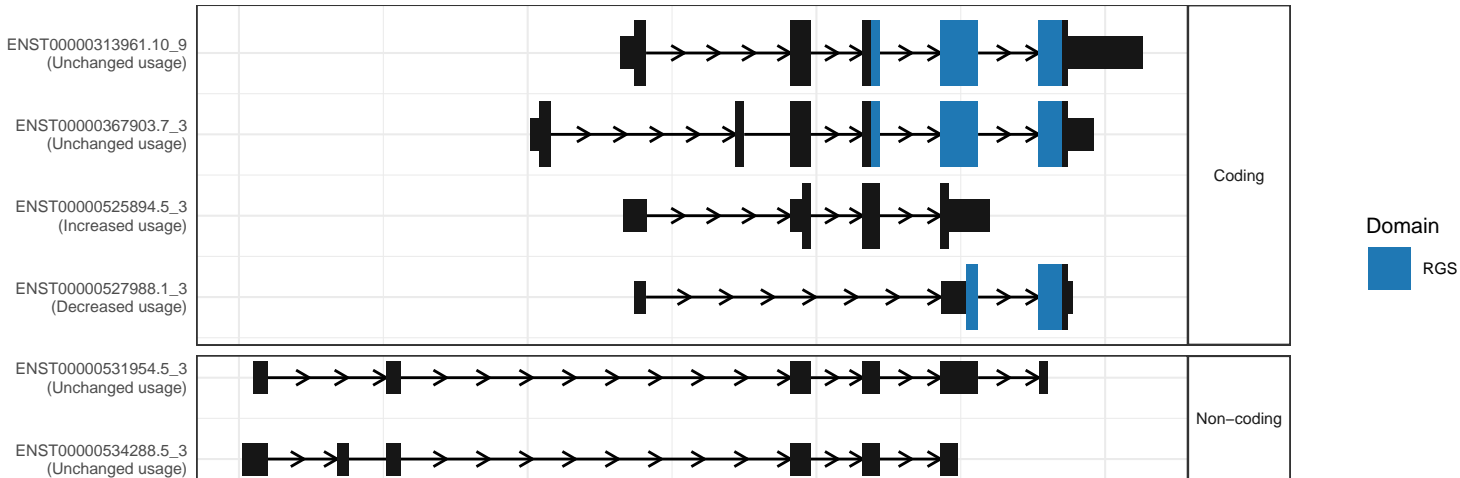 ENST00000313961.10_9
(Unchanged usage)
ENST00000367903.7_3
(Unchanged usage)
ENST00000525894.5_3
(Increased usage)
ENST00000527988.1_3
(Decreased usage)
Coding
ENST00000531954.5_3
(Unchanged usage)
ENST00000534288.5_3
(Unchanged usage)
Non−coding
Domain
RGS